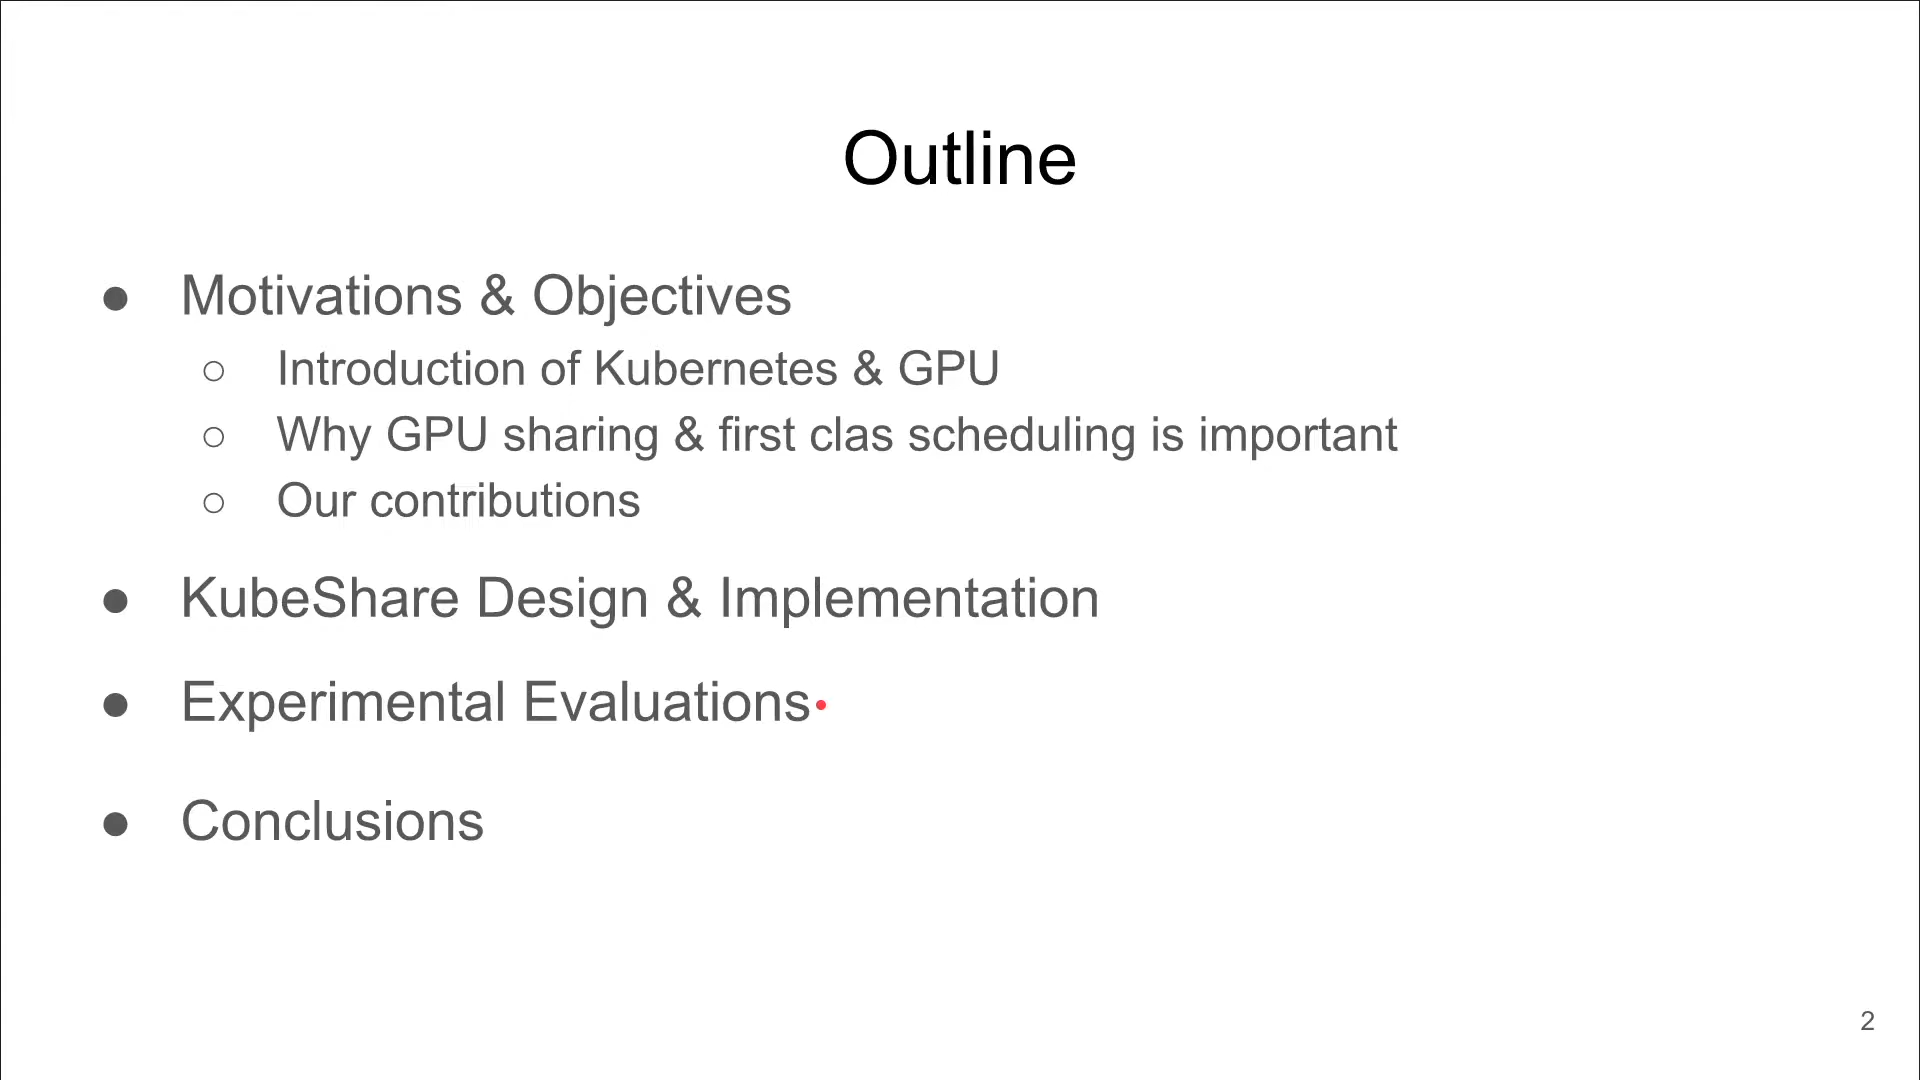 Outline
● Motivations & Objectives
○ Introduction of Kubernetes & GPU
○ Why GPU sharing & first clas scheduling is important
○ Our contributions
● KubeShare Design & Implementation
● Experimental Evaluations
● Conclusions
2